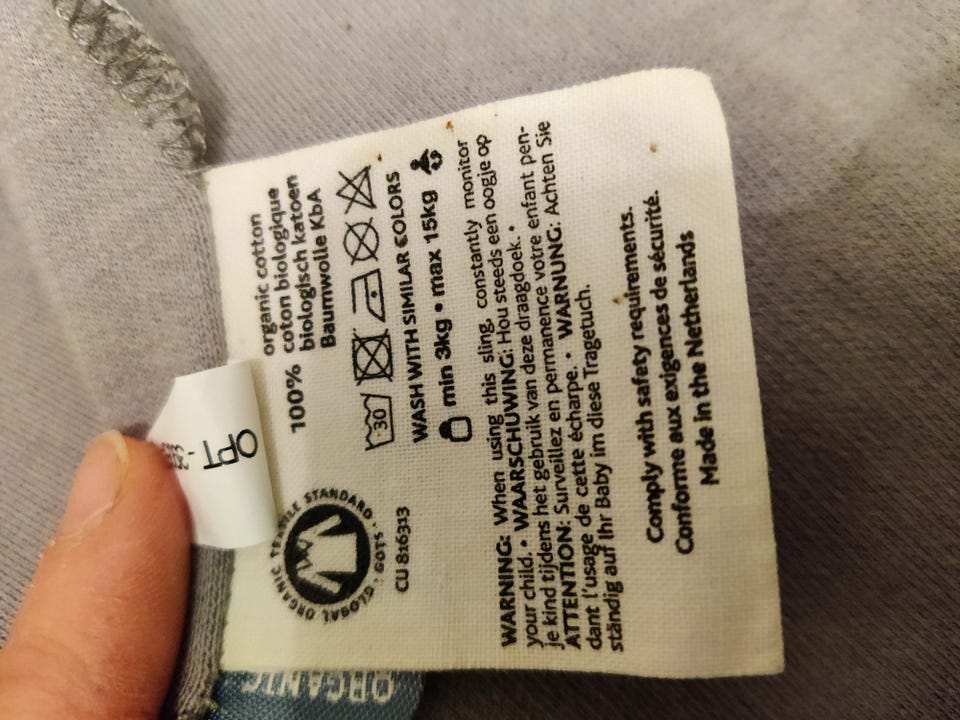 100% organic cotton
coton biologique
biologisch katoen
Baumwolle KbA
30
WASH WITH SIMILAR COLORS
min 3kg • max 15kg
GLOBAL ORGANIC TEXTILE STANDARD · GOTS ·
CU 816313
WARNING: When using this sling, constantly monitor
your child. • WAARSCHUWING: Hou steeds een oogje op
je kind tijdens het gebruik van deze draagdoek. •
ATTENTION: Surveillez en permanence votre enfant pen-
dant l'usage de cette écharpe. • WARNUNG: Achten Sie
ständig auf Ihr Baby im diese Tragetuch.
Comply with safety requirements.
Conforme aux exigences de sécurité.
Made in the Netherlands
OPT -
ORGANIC